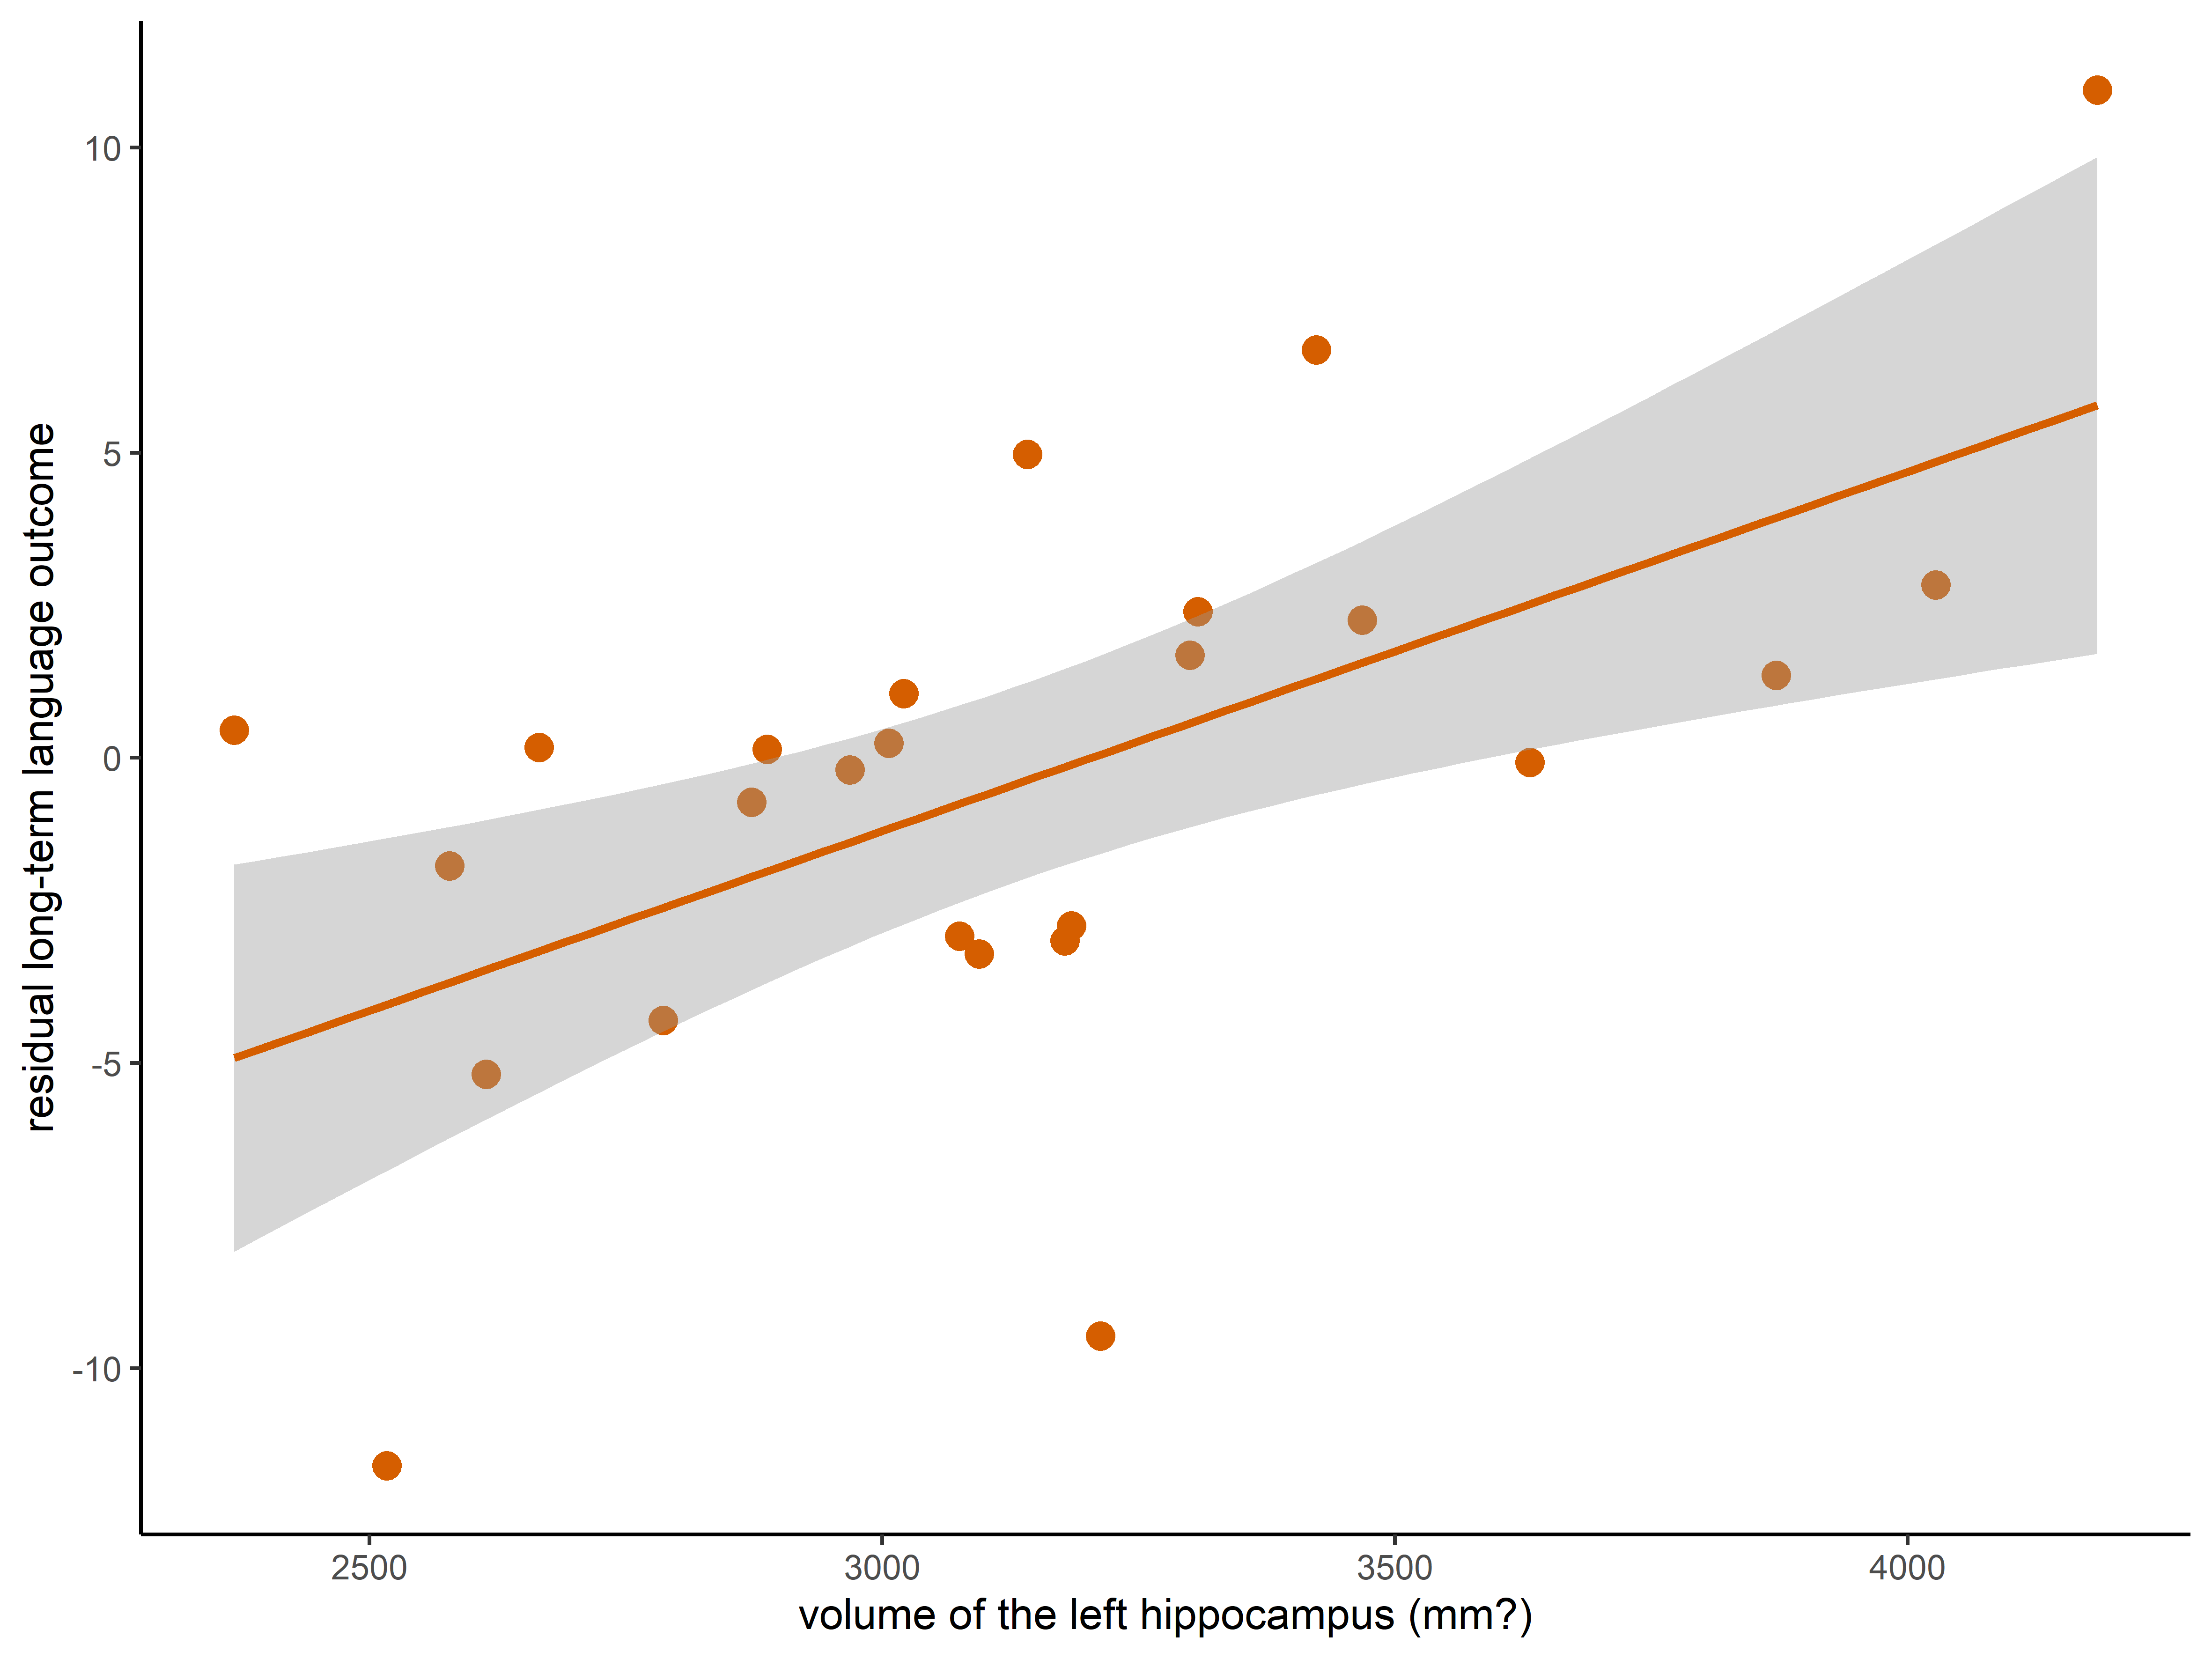 residual long-term language outcome
10
5
0
-5
-10
2500 3000 3500 4000
volume of the left hippocampus (mm?)